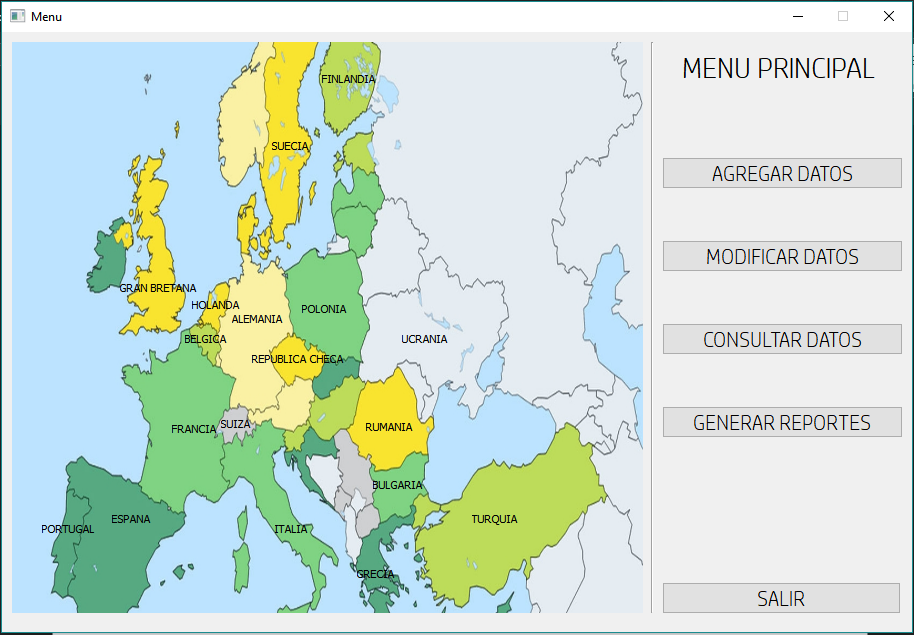 Menu
FINLANDIA
SUECIA
GRAN BRETANA
HOLANDA
ALEMANIA
POLONIA
BELGICA
UCRANIA
REPUBLICA CHECA
FRANCIA
SUIZA
RUMANIA
BULGARIA
ESPANA
PORTUGAL
ITALIA
TURQUIA
GRECIA
MENU PRINCIPAL
AGREGAR DATOS
MODIFICAR DATOS
CONSULTAR DATOS
GENERAR REPORTES
SALIR